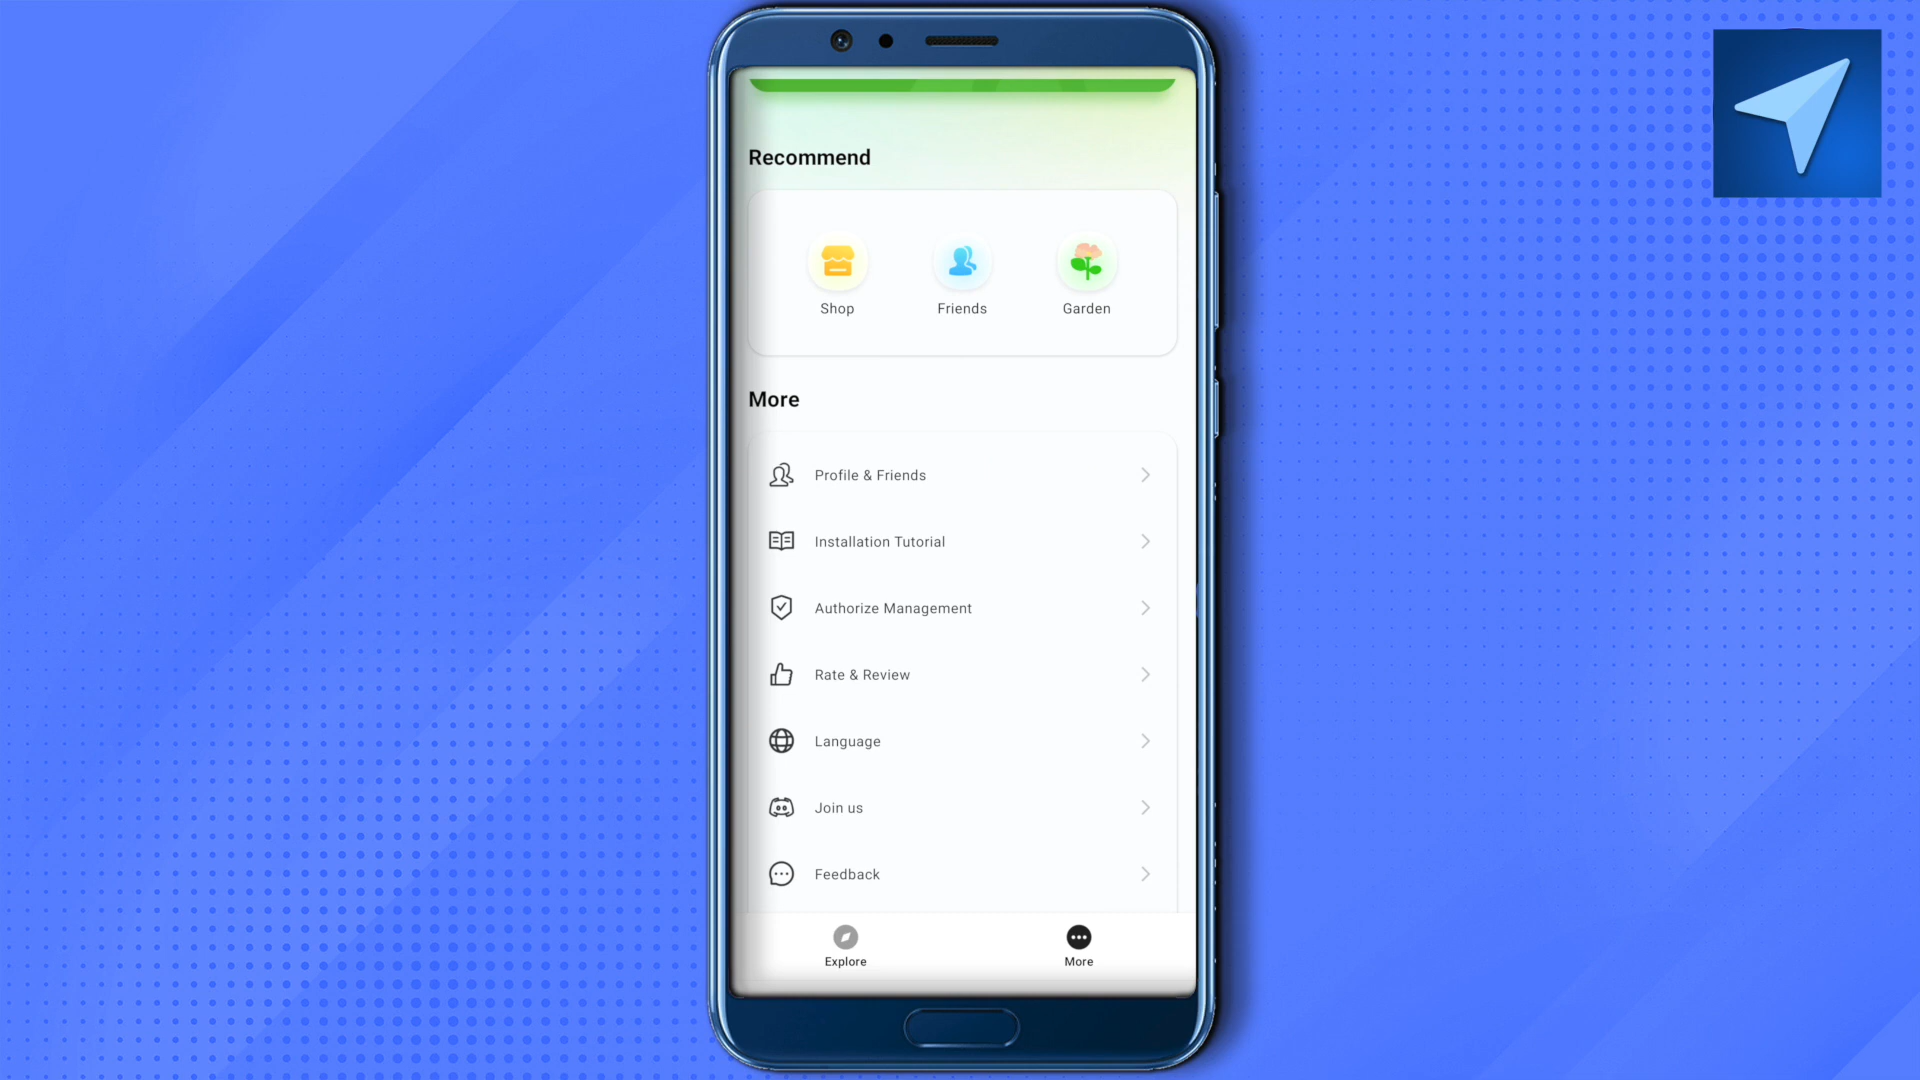 Recommend
Shop
Friends
Garden
More
Profile & Friends
Installation Tutorial
Authorize Management
Rate & Review
Language
Join us
Feedback
Explore
More